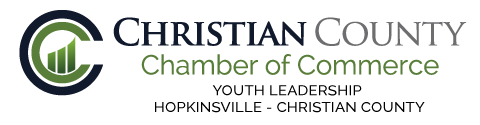 CHRISTIAN COUNTY
Chamber of Commerce
YOUTH LEADERSHIP
HOPKINSVILLE - CHRISTIAN COUNTY